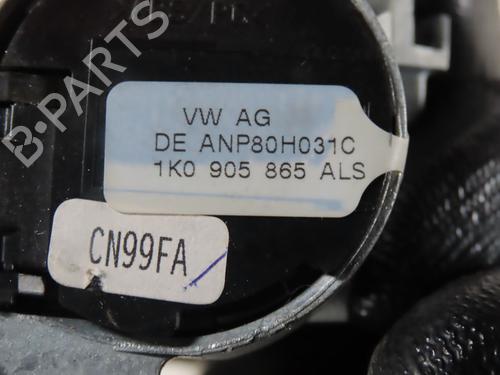 VW AG
DE ANP80H031C
1K0 905 865 ALS
CN99FA
B-PARTS